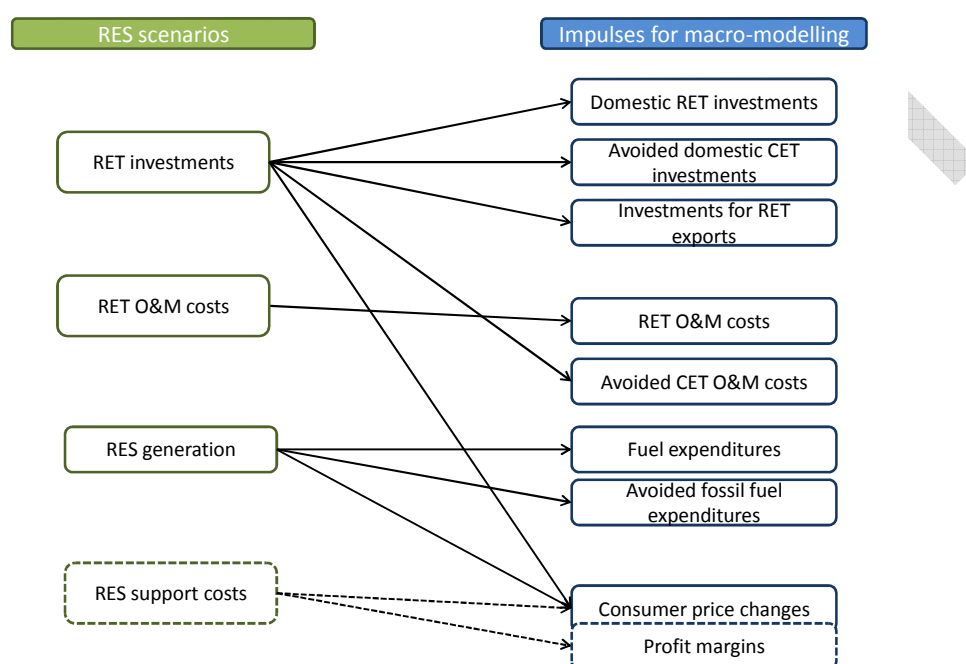 RES scenarios
Impulses for macro-modelling
RET investments
RET O&M costs
RES generation
RES support costs
Domestic RET investments
Avoided domestic CET
investments
Investments for RET
exports
RET O&M costs
Avoided CET O&M costs
Fuel expenditures
Avoided fossil fuel
expenditures
Consumer price changes
Profit margins